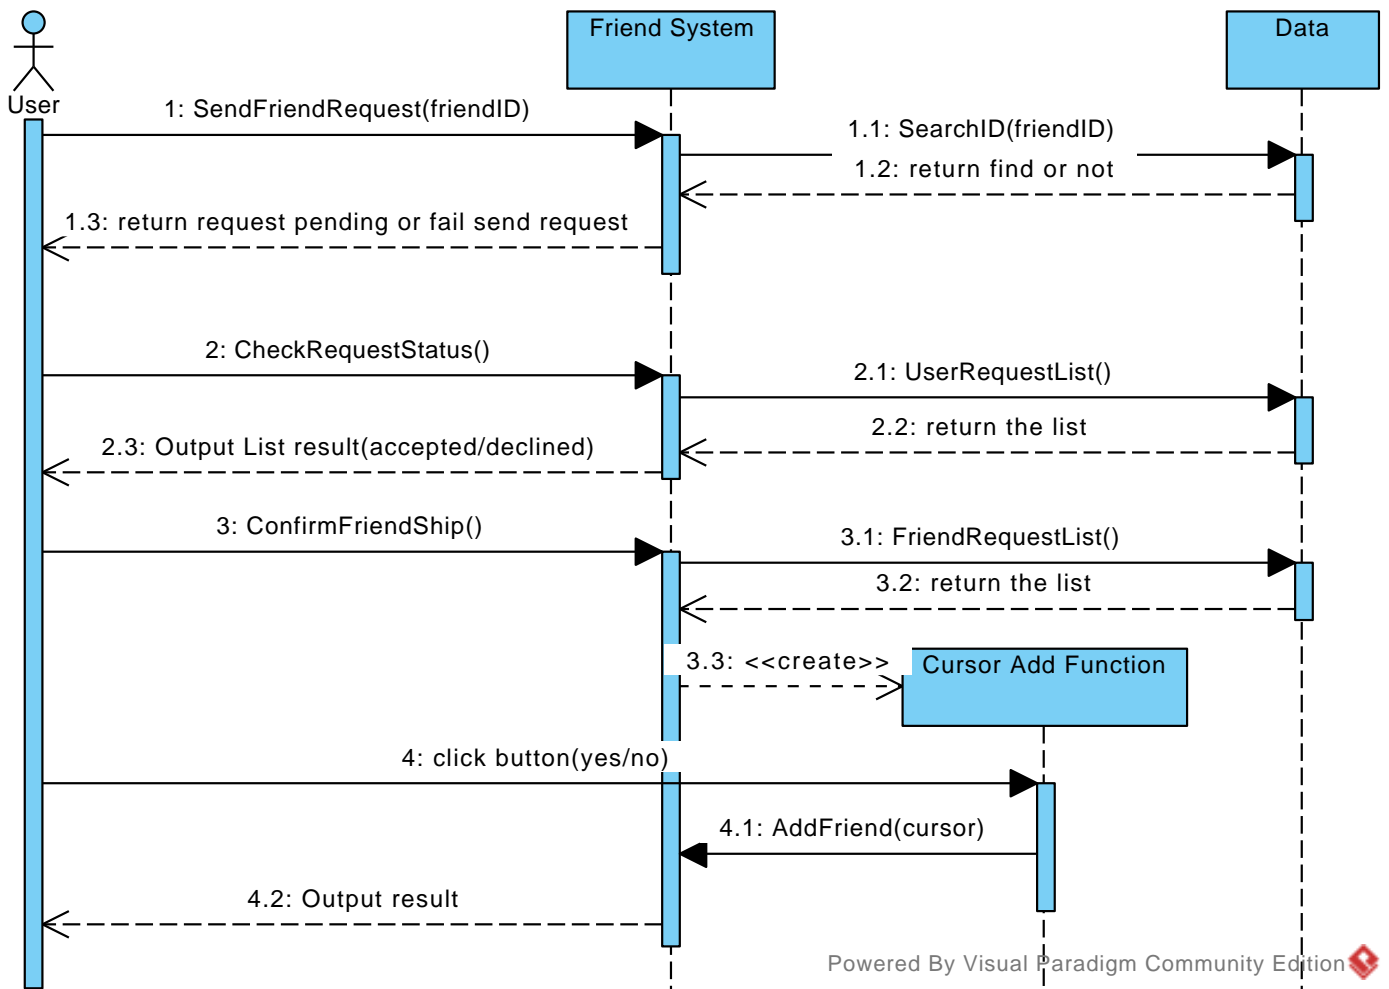 Friend System
Data
User
1: SendFriendRequest(friendID)
1.1: SearchID(friendID)
1.2: return find or not
1.3: return request pending or fail send request
2: CheckRequestStatus()
2.1: UserRequestList()
2.2: return the list
2.3: Output List result(accepted/declined)
3: ConfirmFriendShip()
3.1: FriendRequestList()
3.2: return the list
3.3: <<create>>
Cursor Add Function
4: click button(yes/no)
4.1: AddFriend(cursor)
4.2: Output result
Powered By Visual Paradigm Community Edition